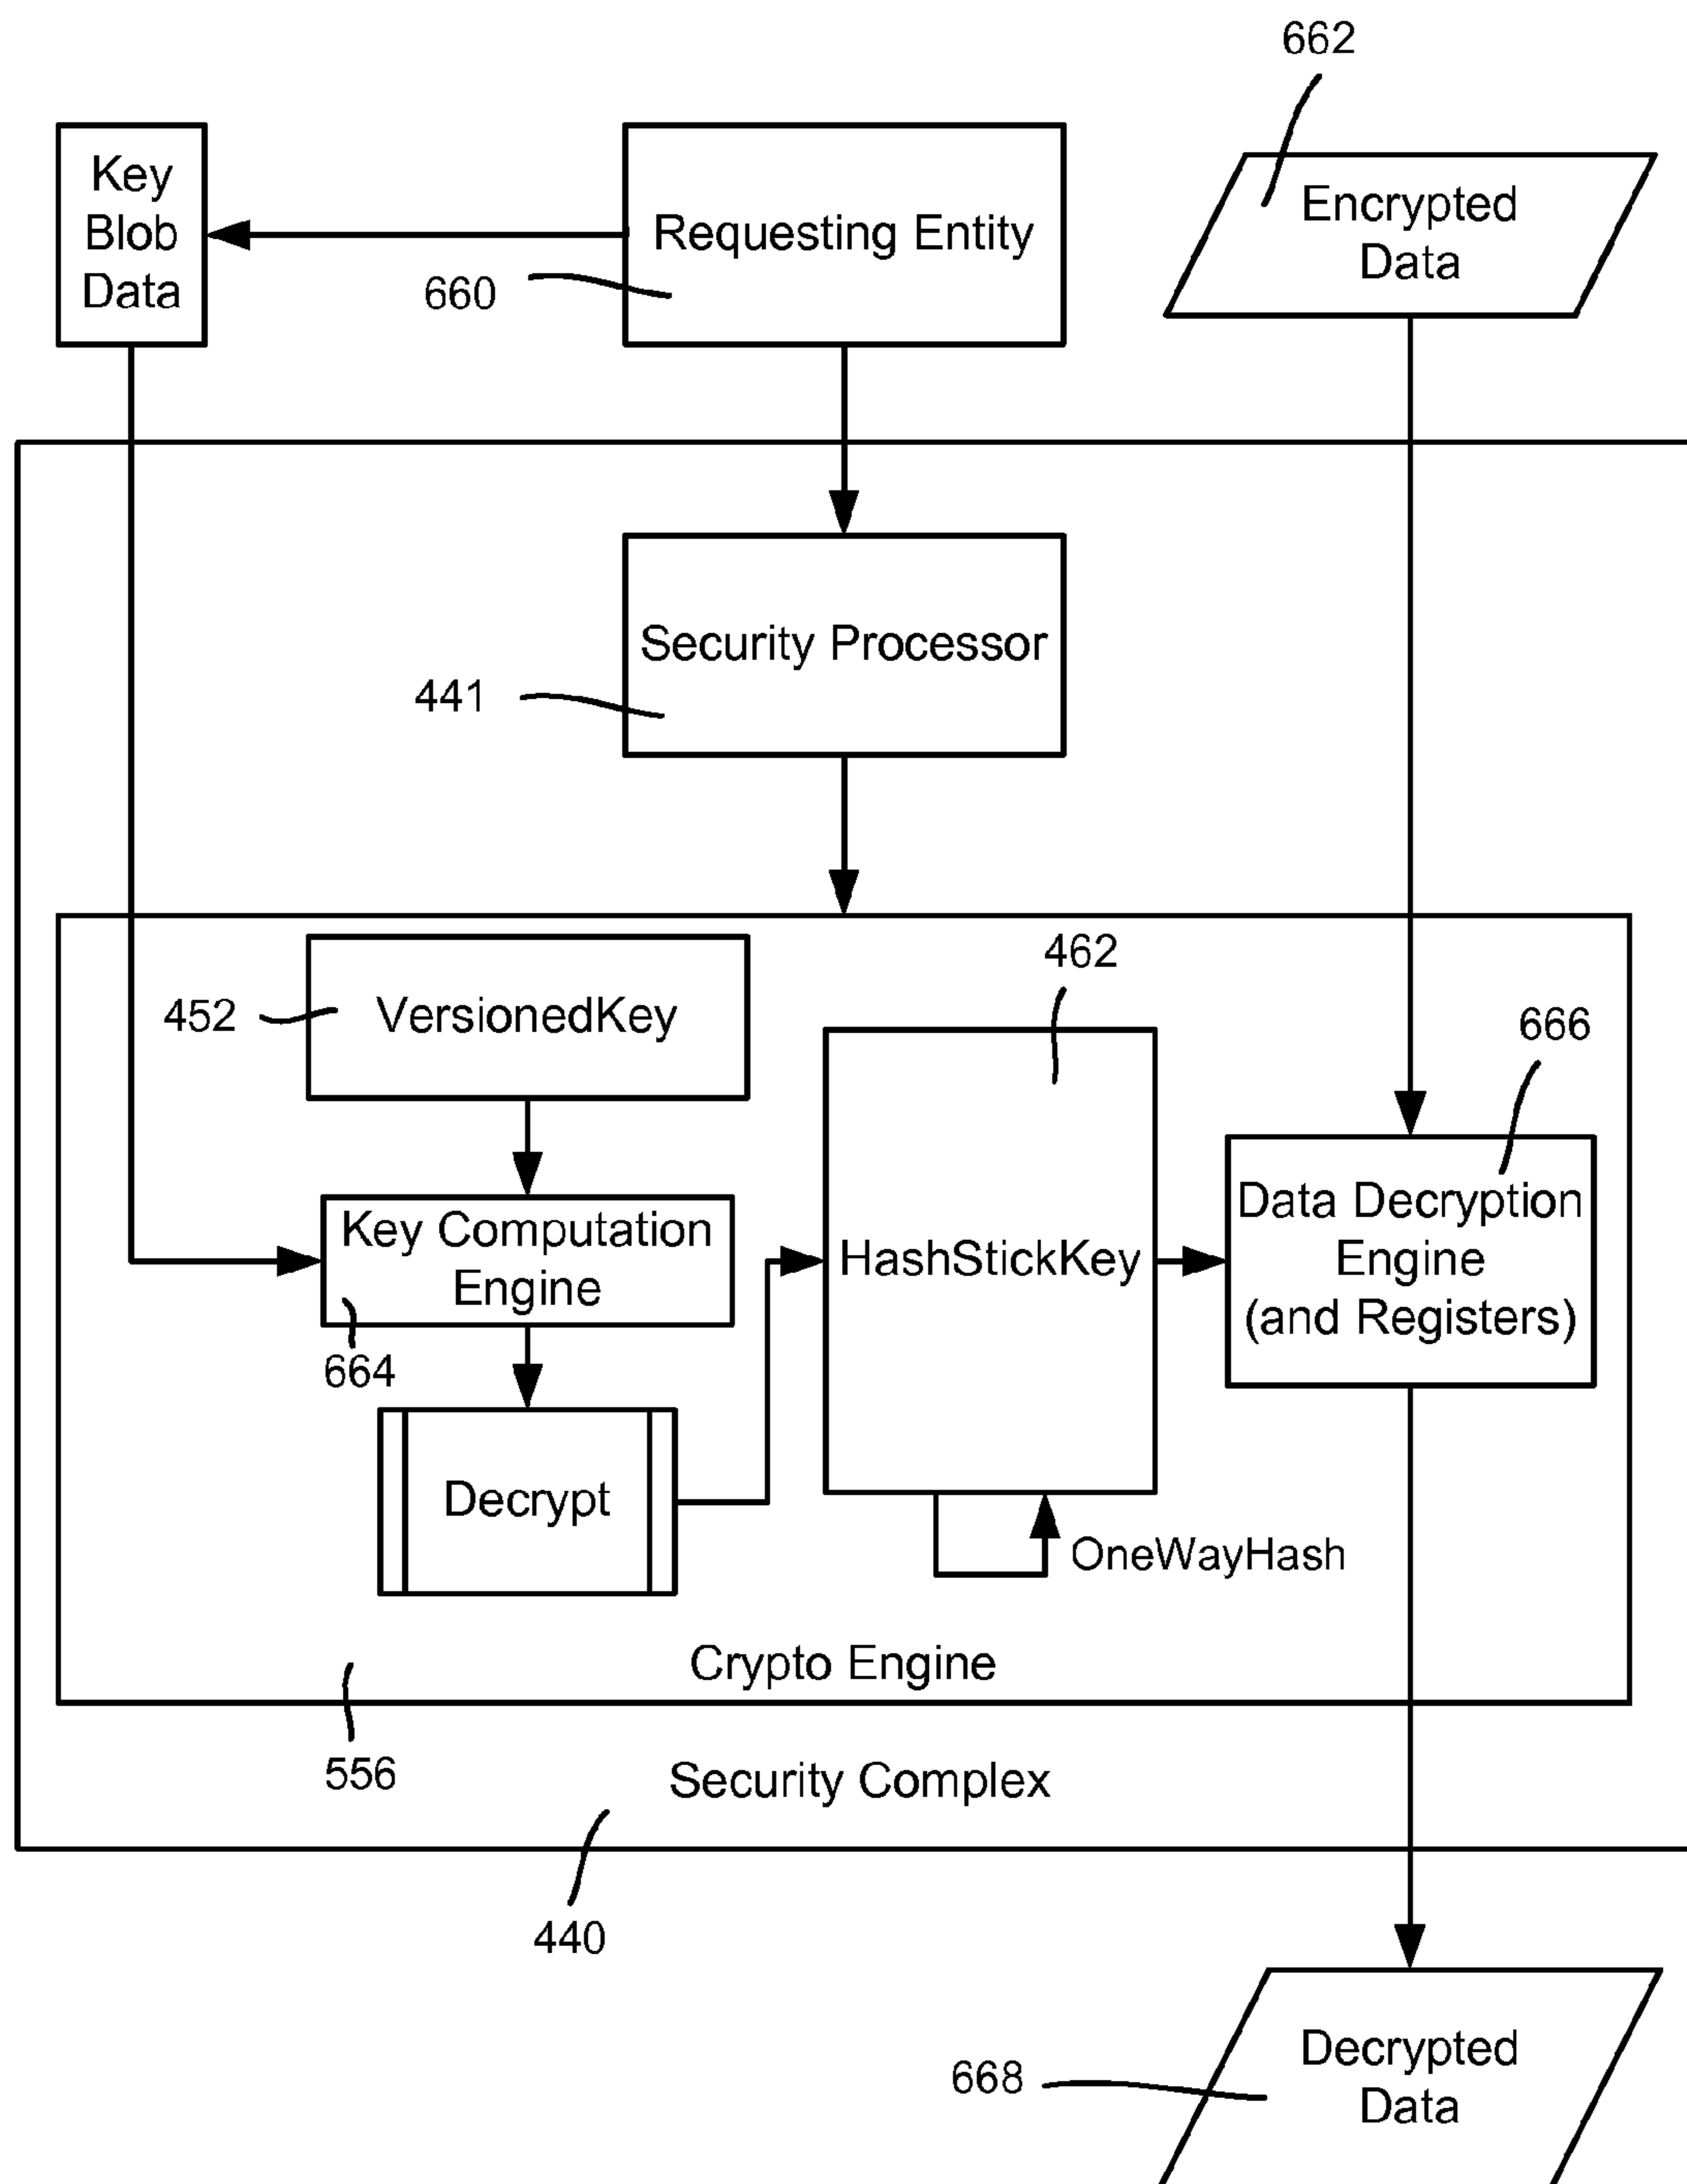 662
Key
Blob
Data
Requesting Entity
660
Encrypted
Data
Security Processor
441
452
VersionedKey
462
666
Key Computation
Engine
664
HashStickKey
Data Decryption
Engine
(and Registers)
Decrypt
OneWayHash
Crypto Engine
556
Security Complex
440
668
Decrypted
Data